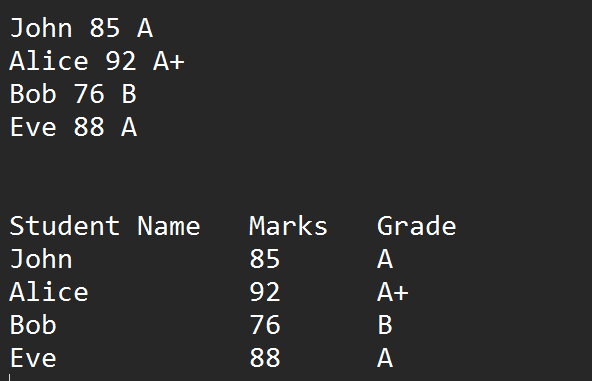 John 85 A
Alice 92 A+
Bob 76 B
Eve 88 A
Student Name   Marks   Grade
John           85      A
Alice          92      A+
Bob            76      B
Eve            88      A